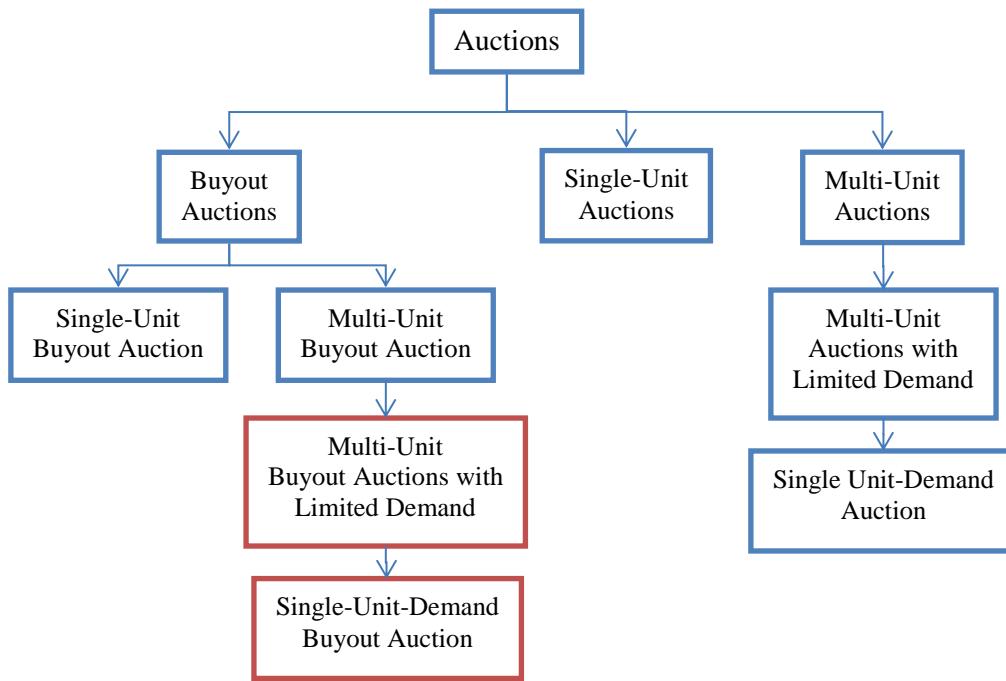 Auctions
Buyout
Auctions
Single-Unit
Auctions
Multi-Unit
Auctions
Single-Unit
Buyout Auction
Multi-Unit
Buyout Auction
Multi-Unit
Auctions with
Limited Demand
Multi-Unit
Buyout Auctions with
Limited Demand
Single Unit-Demand
Auction
Single-Unit-Demand
Buyout Auction